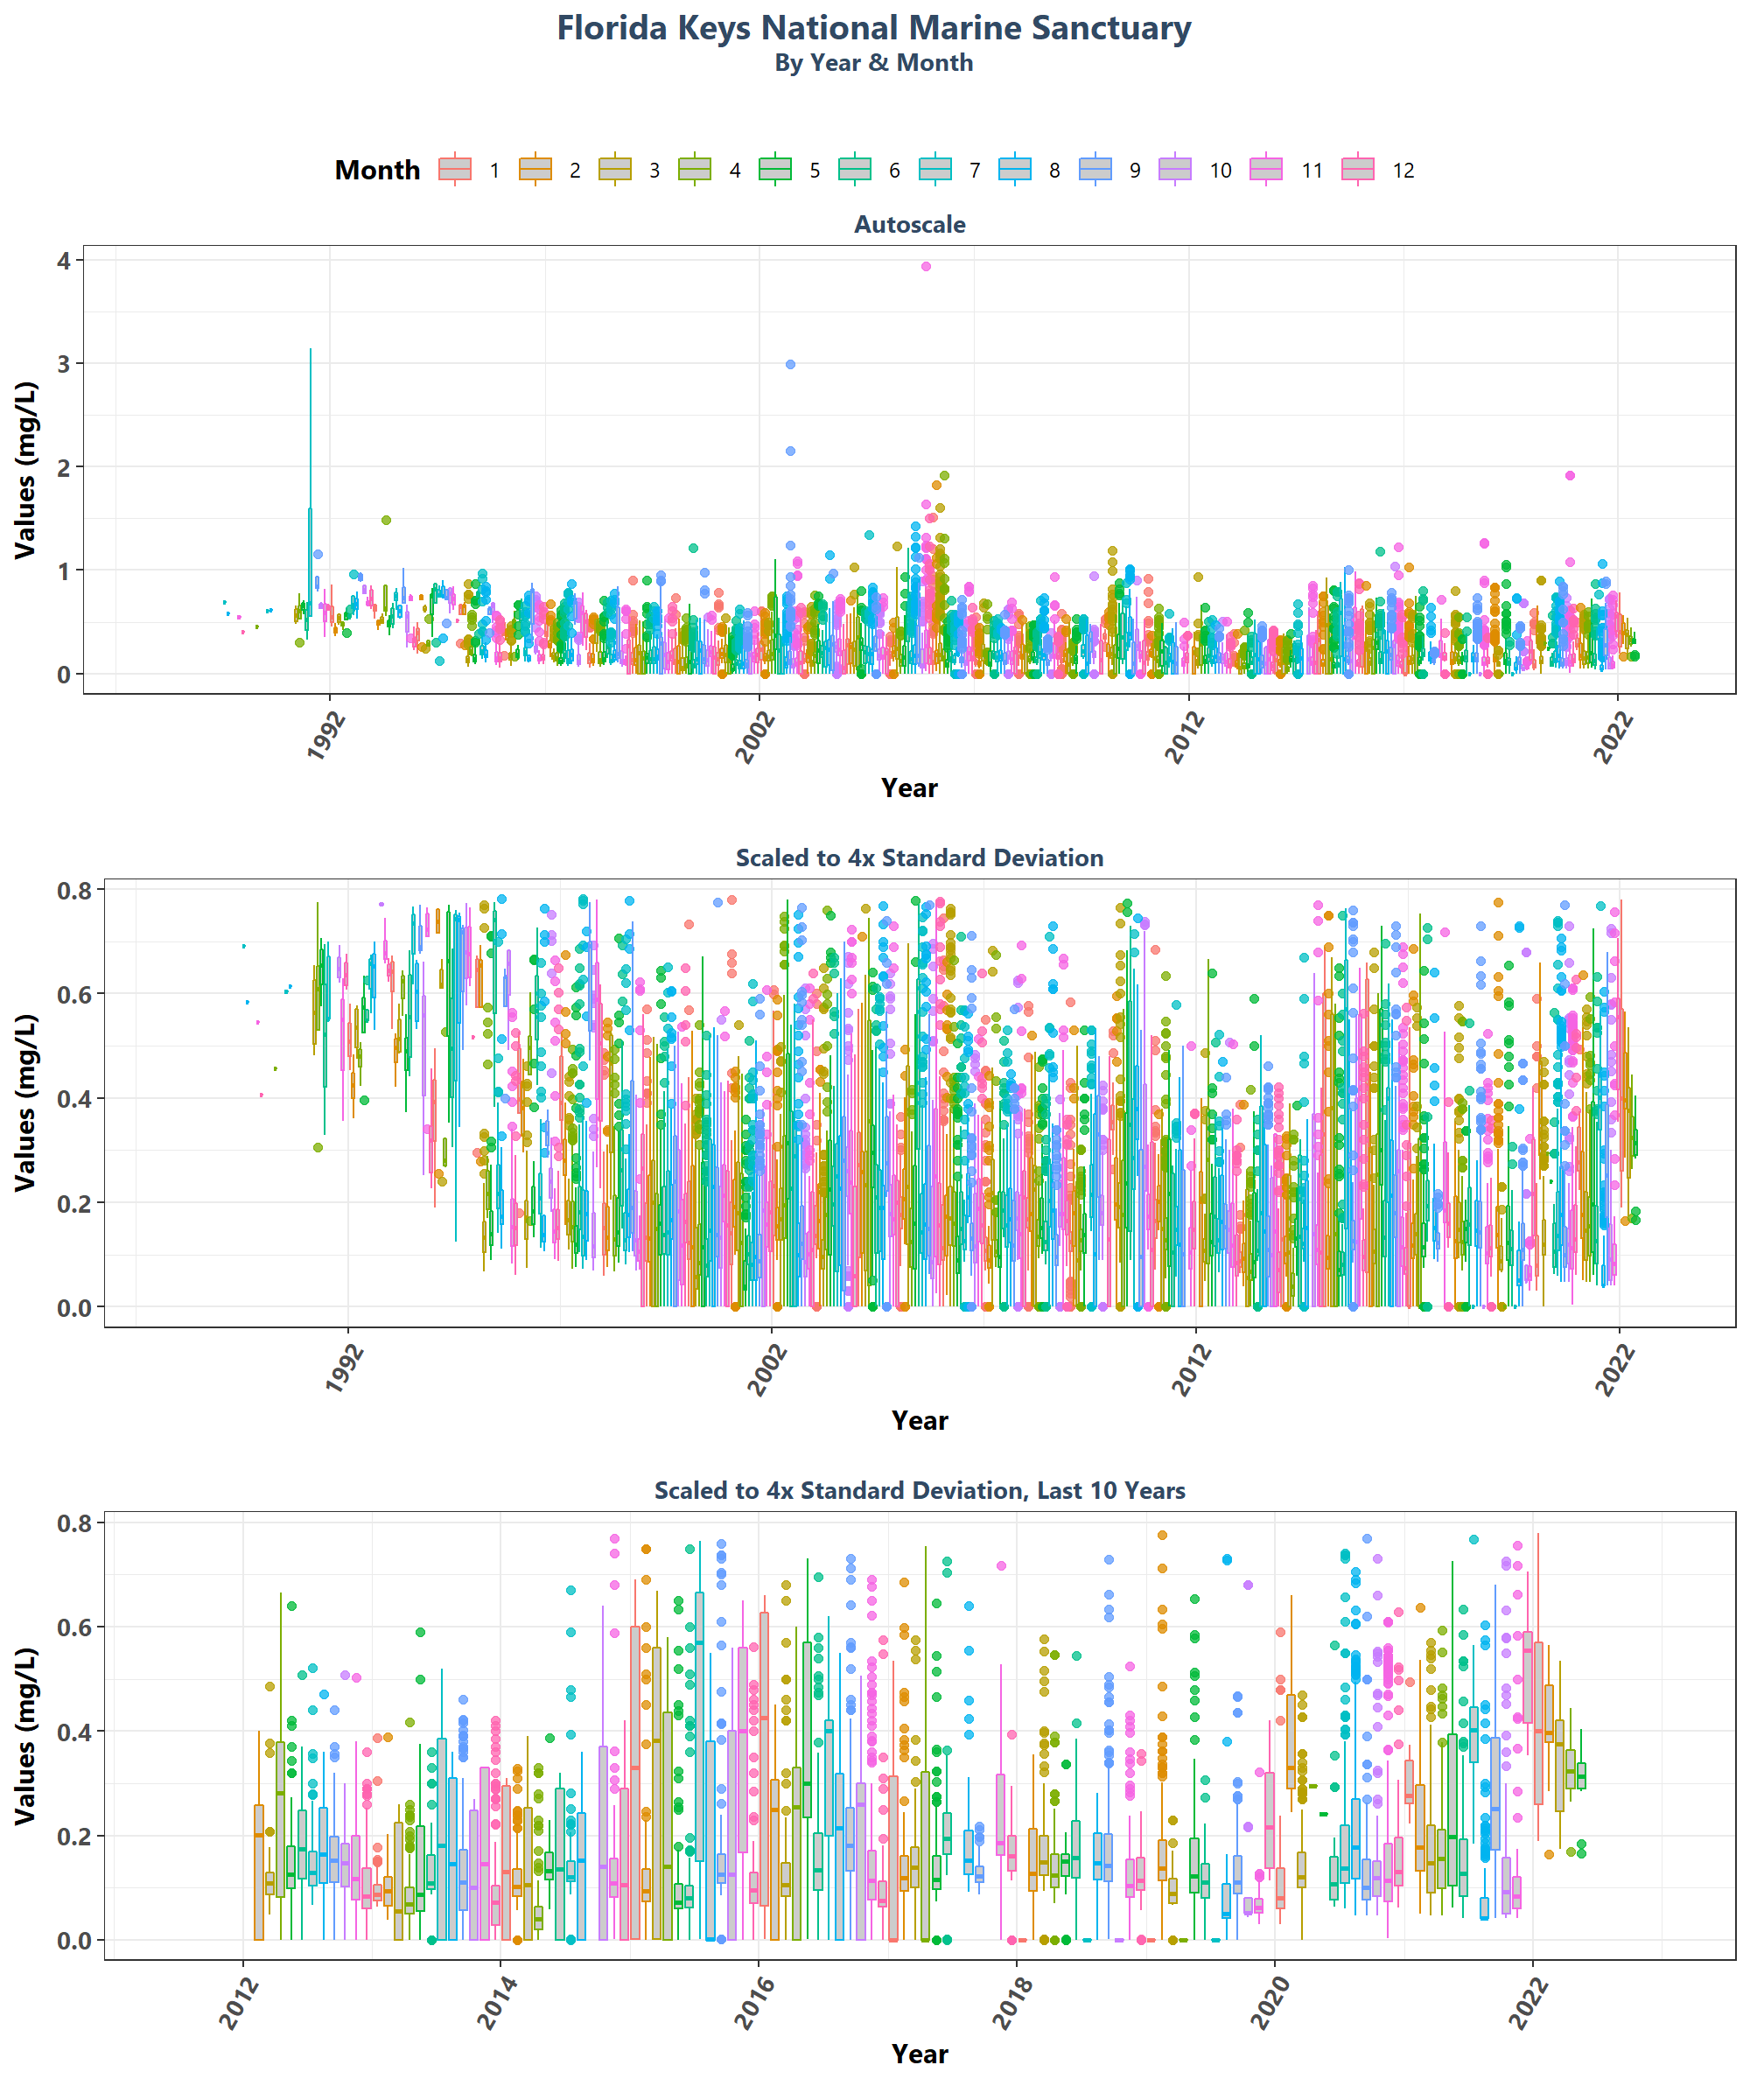 Florida Keys National Marine Sanctuary
By Year & Month
Month 1 2 3 4 5 6 7 8 9 10 11 12
Autoscale
Values (mg/L)
4
3
2
1
0
1992 2002 2012 2022
Year
Scaled to 4x Standard Deviation
Values (mg/L)
0.8
0.6
0.4
0.2
0.0
1992 2002 2012 2022
Year
Scaled to 4x Standard Deviation, Last 10 Years
Values (mg/L)
0.8
0.6
0.4
0.2
0.0
2012 2014 2016 2018 2020 2022
Year